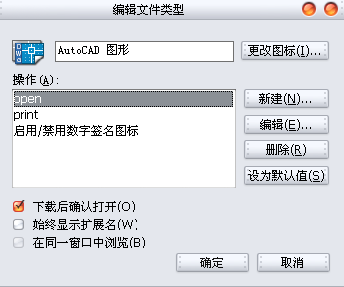 编辑文件类型
DWG
AutoCAD 图形
更改图标(I)...
操作(A):
open
print
启用/禁用数字签名图标
新建(N)...
编辑(E)...
删除(R)
设为默认值(S)
下载后确认打开(O)
始终显示扩展名(W)
在同一窗口中浏览(B)
确定
取消